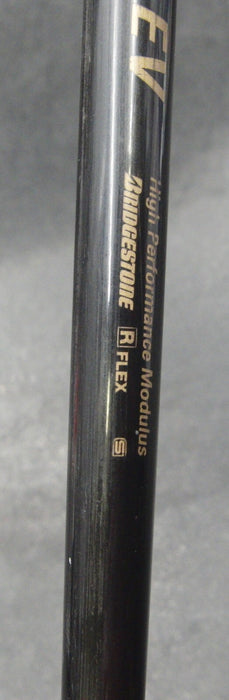 EV
High Performance Modulus
BRIDGESTONE R FLEX S